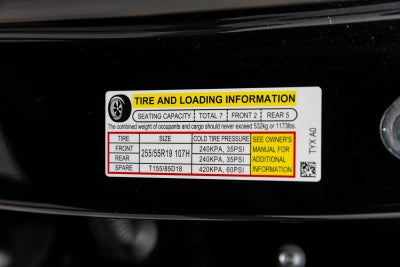 TIRE AND LOADING INFORMATION
SEATING CAPACITY TOTAL 7 FRONT 2 REAR 5
The combined weight of occupants and cargo should never exceed 532kg or 1173lbs.
TIRE SIZE COLD TIRE PRESSURE SEE OWNER'S MANUAL FOR ADDITIONAL INFORMATION
FRONT 255/55R19 107H 240KPA, 35PSI
REAR 240KPA, 35PSI
SPARE T155/85D18 420KPA, 60PSI
TYX A0